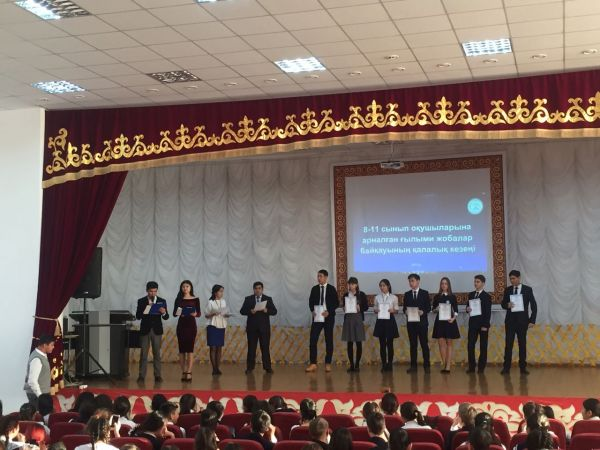 8-11 сынып оқушыларына
арналған ғылыми жобалар
байқауының қалалық кезеңі